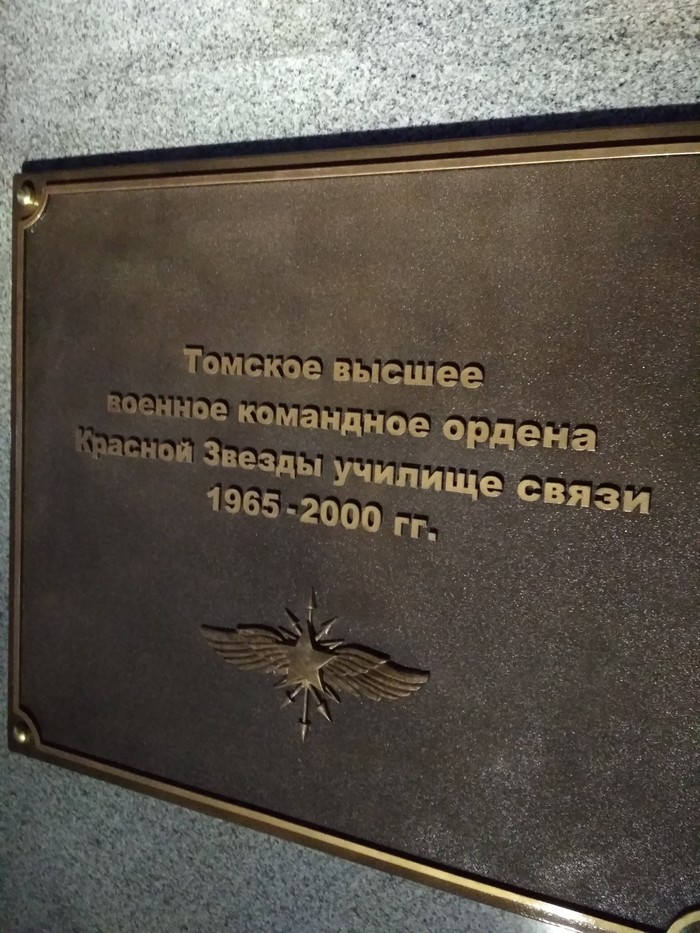 Томское высшее
военное командное ордена
Красной Звезды училище связи
1965-2000 гг.